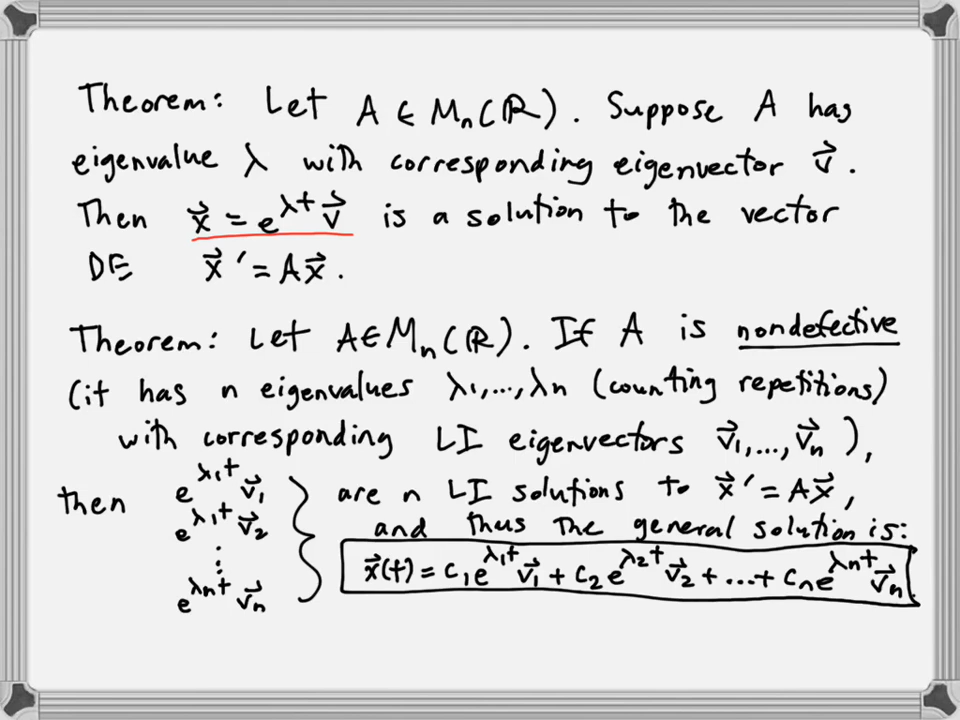 Theorem: Let A ∈ Mn(ℝ). Suppose A has
eigenvalue λ with corresponding eigenvector v⃗.
Then x⃗ = e^{λt} v⃗ is a solution to the vector
DE x⃗' = Ax⃗.
Theorem: Let A∈Mn(ℝ). If A is nondefective
(it has n eigenvalues λ1,...,λn (counting repetitions)
with corresponding LI eigenvectors v⃗1,...,v⃗n),
then e^{λ1t} v⃗1 } are n LI solutions to x⃗' = Ax⃗,
e^{λ1t} v⃗2 and thus the general solution is:
⋮ x⃗(t) = c1e^{λ1t} v⃗1 + c2e^{λ2t} v⃗2 + ... + cne^{λnt} v⃗n.
e^{λnt} v⃗n